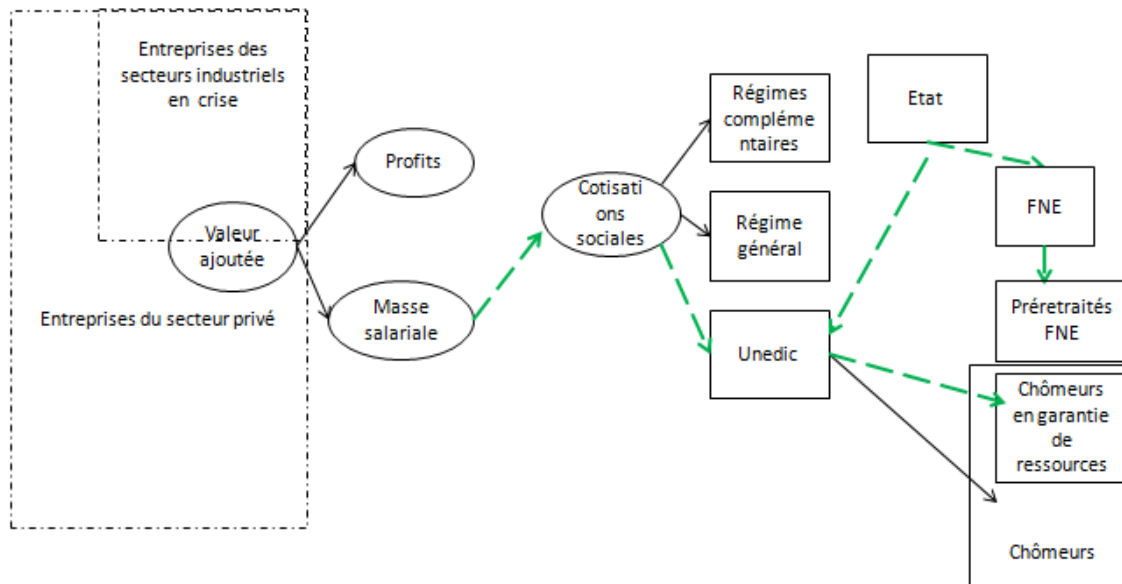 Entreprises des
secteurs industriels
en crise
Profits
Valeur
ajoutée
Entreprises du secteur privé
Masse
salariale
Cotisati
ons
sociales
Régimes
compléme
ntaires
Régime
général
Unedic
Etat
FNE
Préretraités
FNE
Chômeurs
en garantie
de
ressources
Chômeurs